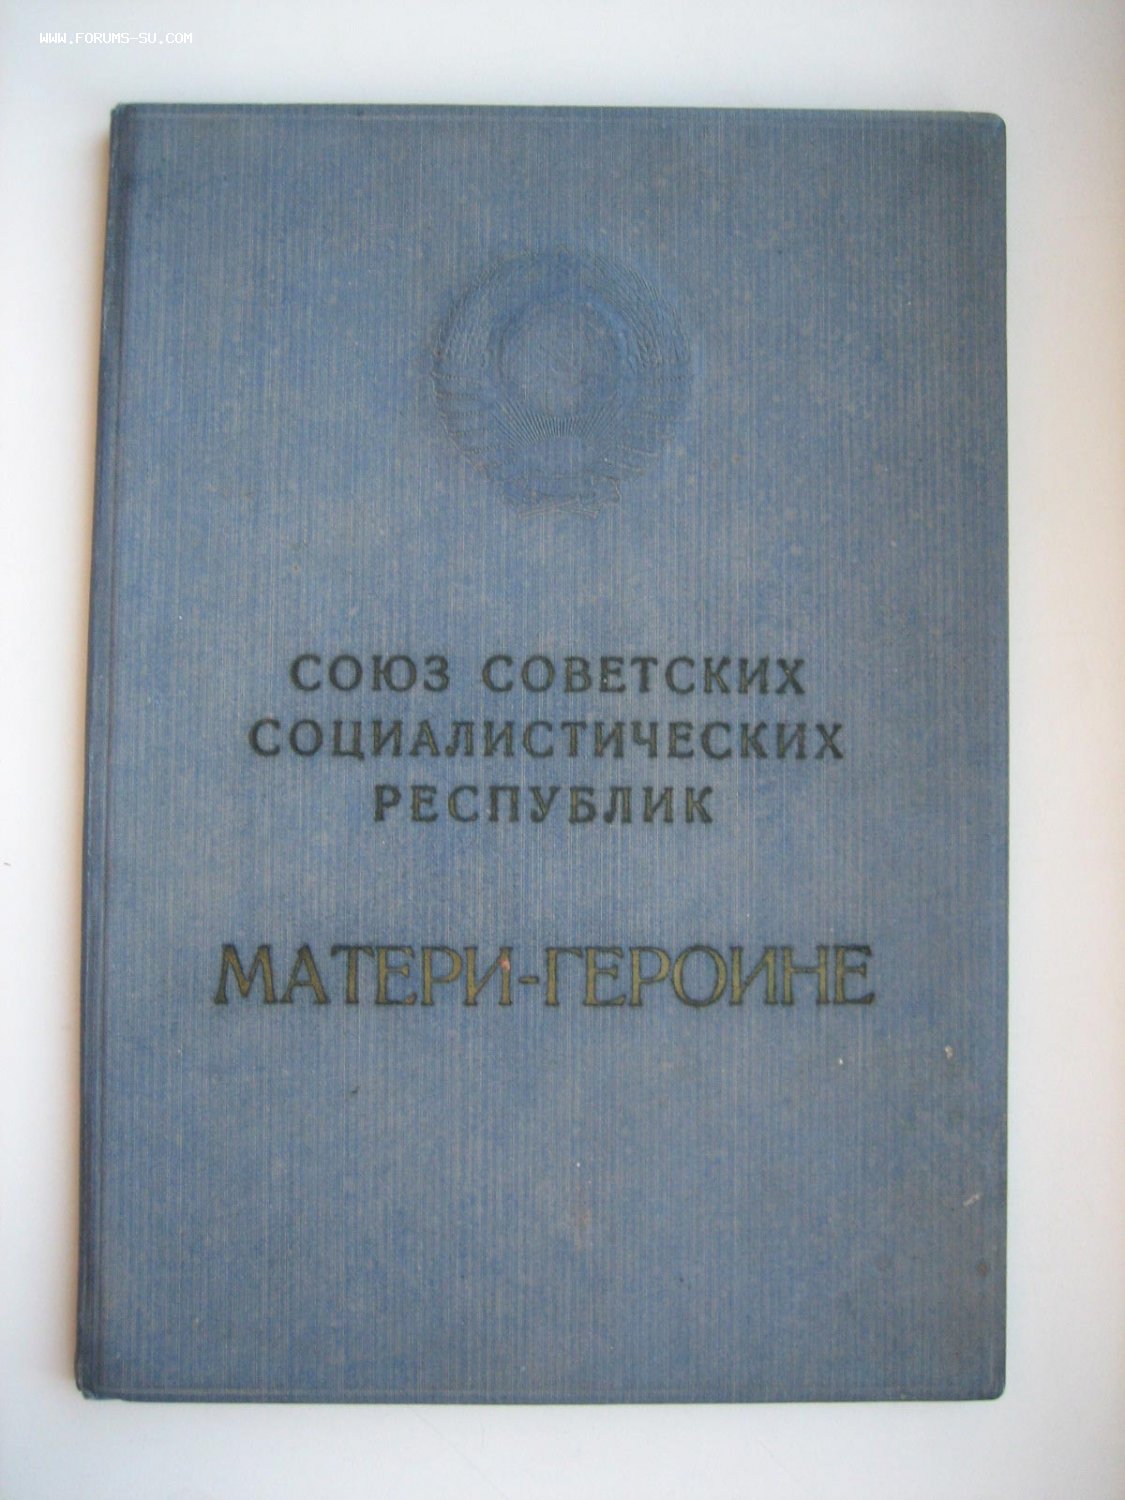 WWW.FORUMS-SU.COM
СОЮЗ СОВЕТСКИХ
СОЦИАЛИСТИЧЕСКИХ
РЕСПУБЛИК
МАТЕРИ-ГЕРОИНЕ